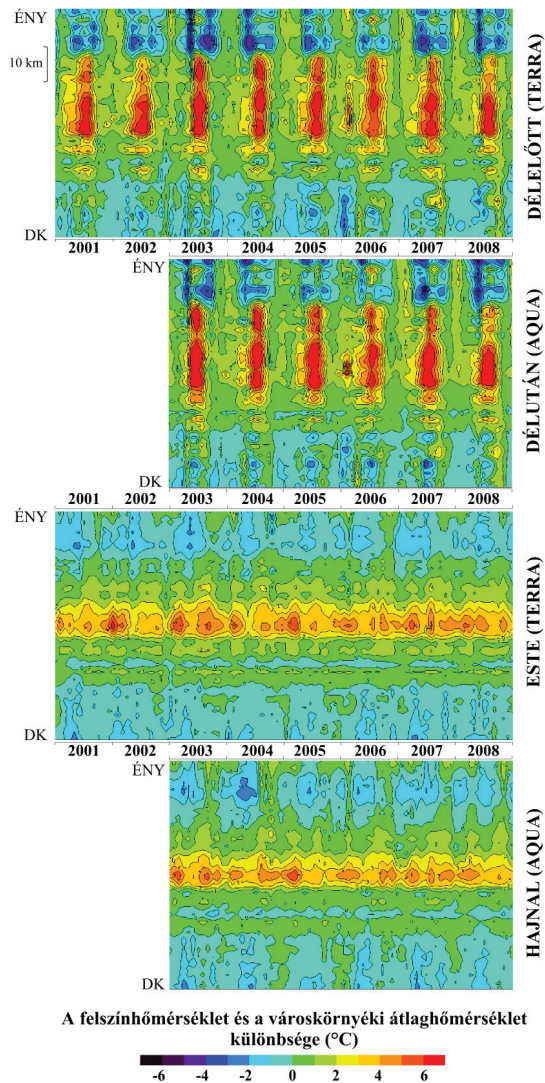 ÉNY
10 km
DK
DÉLELŐTT (TERRA)
2001 2002 2003 2004 2005 2006 2007 2008
DK
DÉLUTÁN (AQUA)
2001 2002 2003 2004 2005 2006 2007 2008
ÉNY
DK
ESTE (TERRA)
2001 2002 2003 2004 2005 2006 2007 2008
ÉNY
DK
HAJNAL (AQUA)
A felszínhőmérséklet és a városkörnyéki átlaghőmérséklet
különbsége (°C)
-6 -4 -2 0 2 4 6